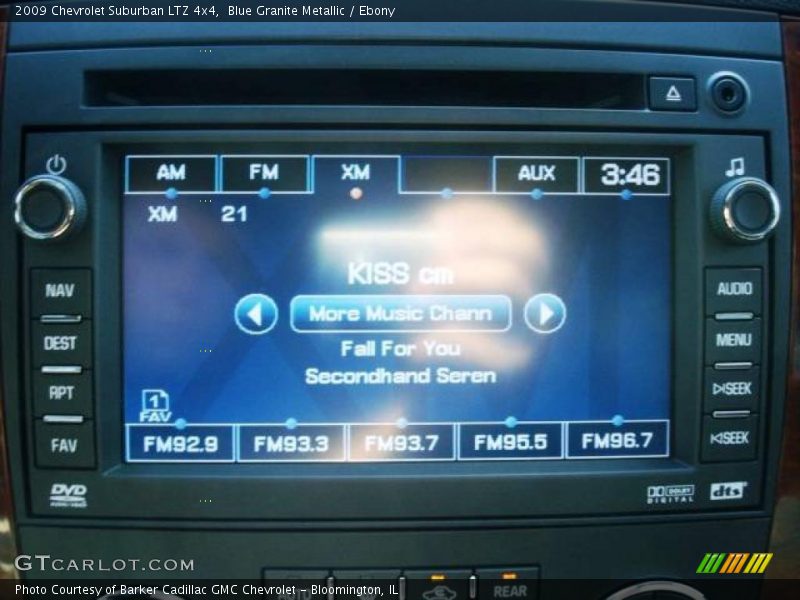 2009 Chevrolet Suburban LTZ 4x4,  Blue Granite Metallic / Ebony
AM FM XM AUX 3:46
XM 21
KISS cm
More Music Chann
Fall For You
Secondhand Seren
1
FAV
FM92.9 FM93.3 FM93.7 FM95.5 FM96.7
NAV
DEST
RPT
FAV
AUDIO
MENU
SEEK
SEEK
DVD
DOLBY
DIGITAL
dts
REAR
GTCARLOT.COM
Photo Courtesy of Barker Cadillac GMC Chevrolet - Bloomington, IL